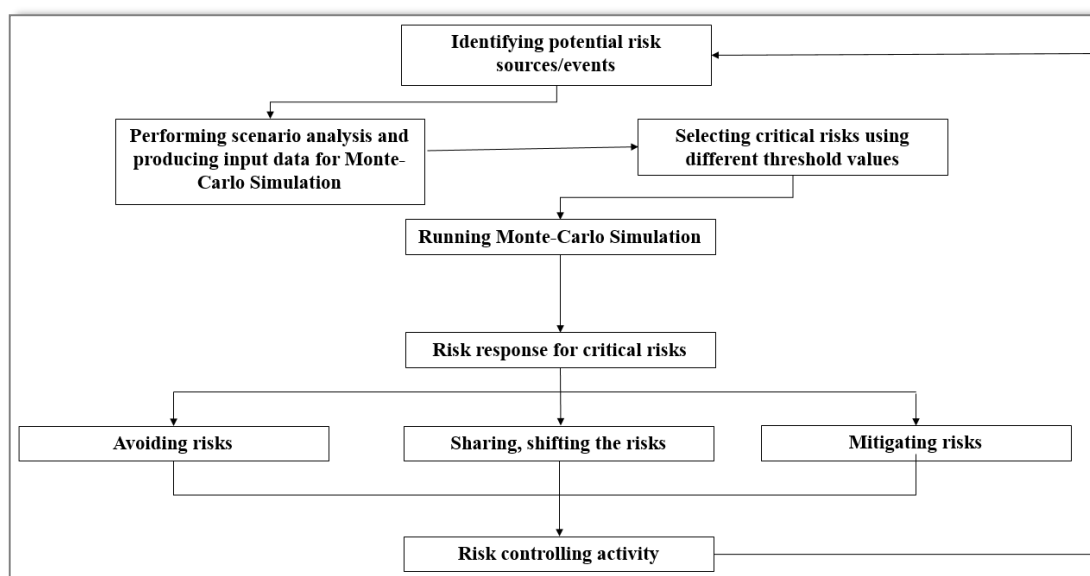 Identifying potential risk
sources/events
Performing scenario analysis and
producing input data for Monte-
Carlo Simulation
Selecting critical risks using
different threshold values
Running Monte-Carlo Simulation
Risk response for critical risks
Avoiding risks
Sharing, shifting the risks
Mitigating risks
Risk controlling activity